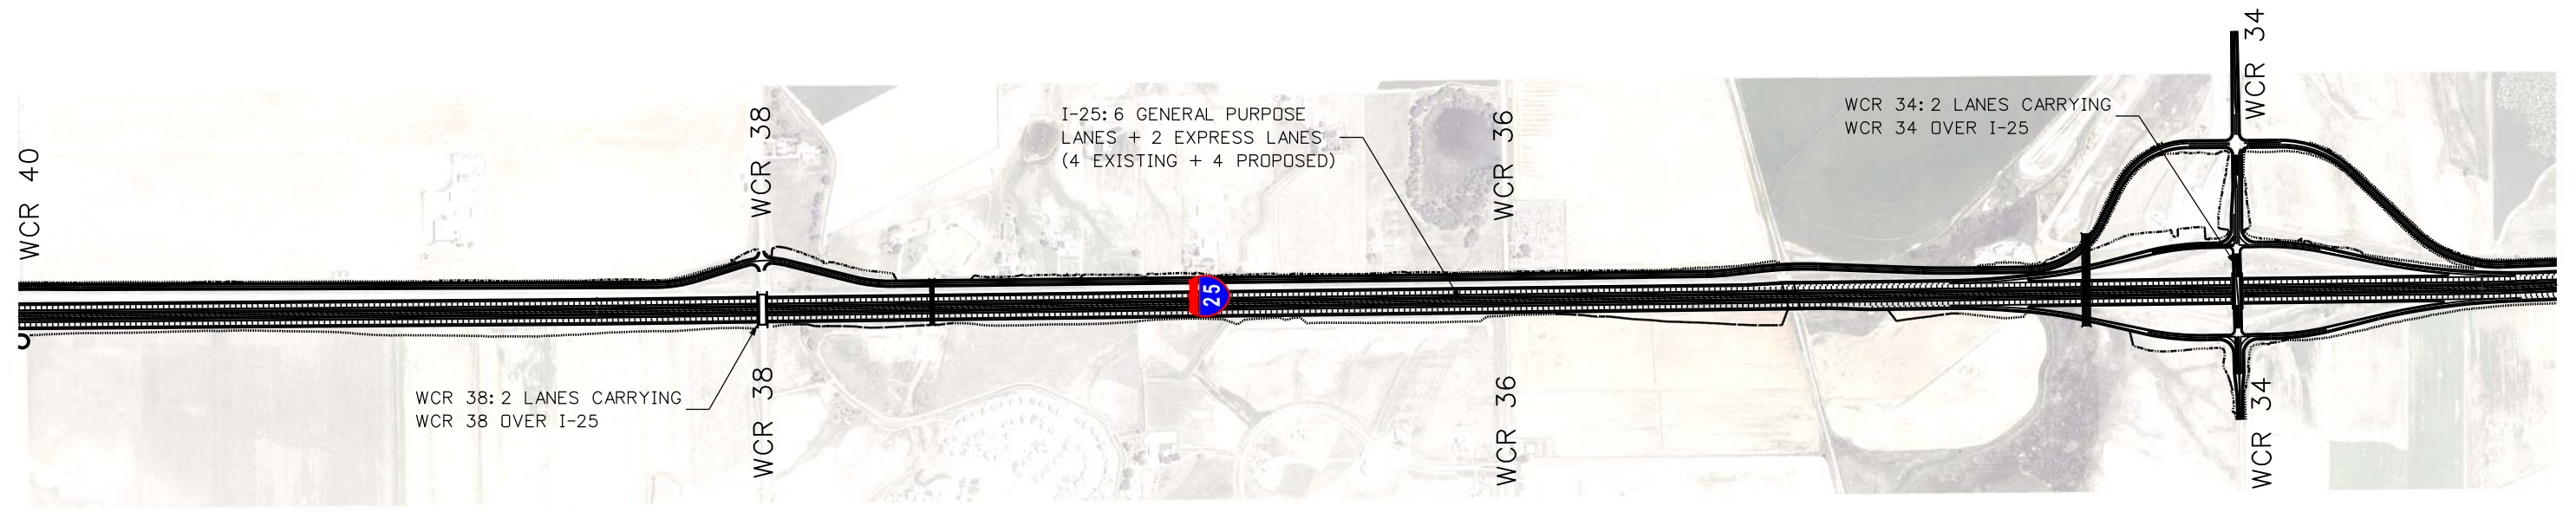 WCR 40
WCR 38
I-25: 6 GENERAL PURPOSE
LANES + 2 EXPRESS LANES
(4 EXISTING + 4 PROPOSED)
WCR 36
WCR 34: 2 LANES CARRYING
WCR 34 OVER I-25
WCR 34
25
WCR 38: 2 LANES CARRYING
WCR 38 OVER I-25
WCR 38
WCR 36
WCR 34